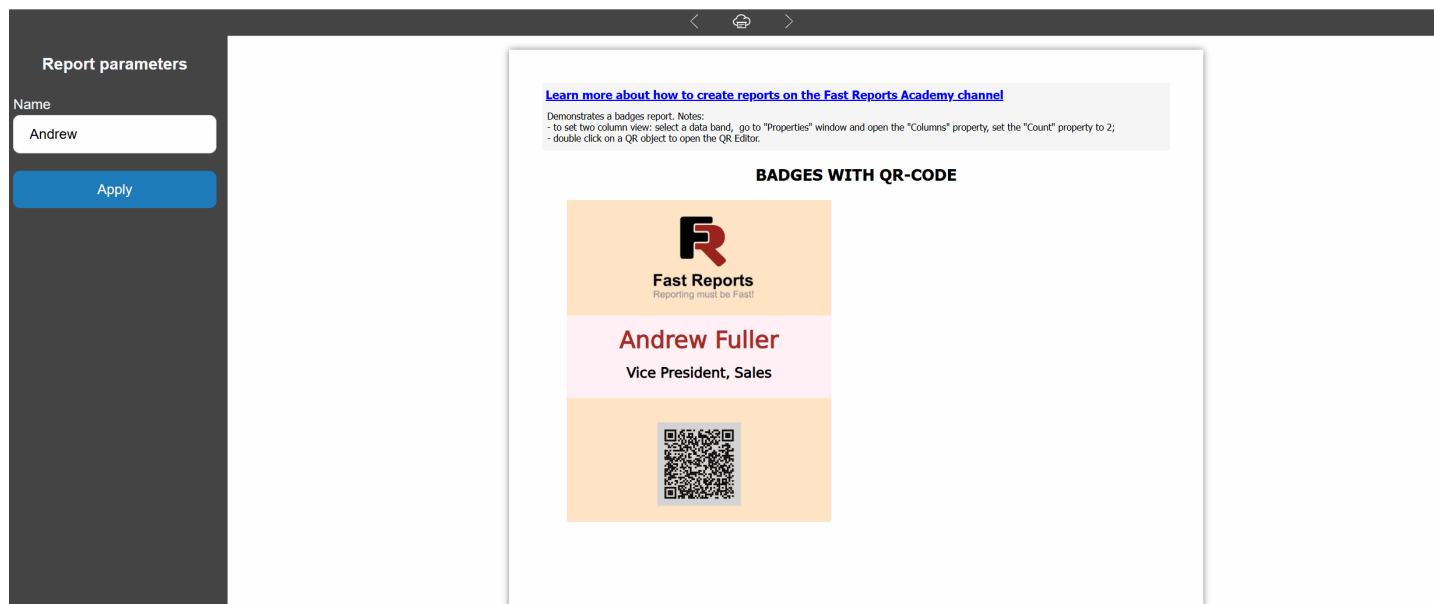 Report parameters
Name
Andrew
Apply
Learn more about how to create reports on the Fast Reports Academy channel
Demonstrates a badges report. Notes:
- to set two column view: select a data band,  go to "Properties" window and open the "Columns" property, set the "Count" property to 2;
- double click on a QR object to open the QR Editor.
BADGES WITH QR-CODE
FR
Fast Reports
Reporting must be Fast!
Andrew Fuller
Vice President, Sales